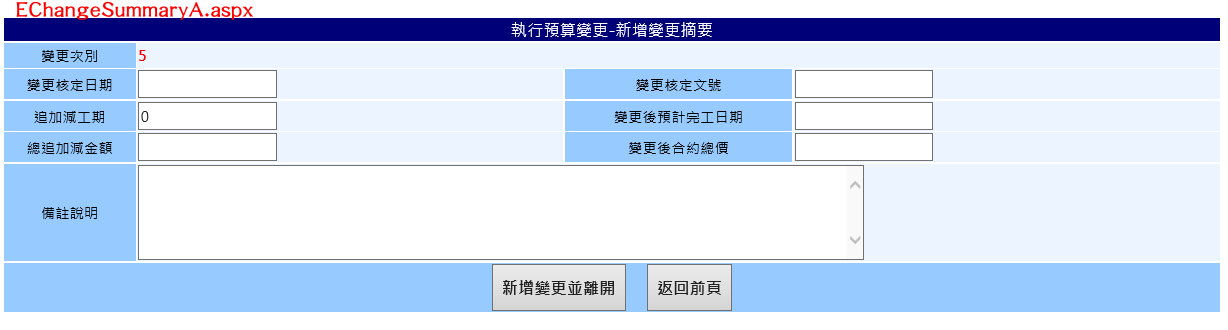 EChangeSummaryA.aspx
執行預算變更-新增變更摘要
變更次別 5
變更核定日期 變更核定文號
追加減工期 0 變更後預計完工日期
總追加減金額 變更後合約總價
備註說明
新增變更並離開 返回前頁